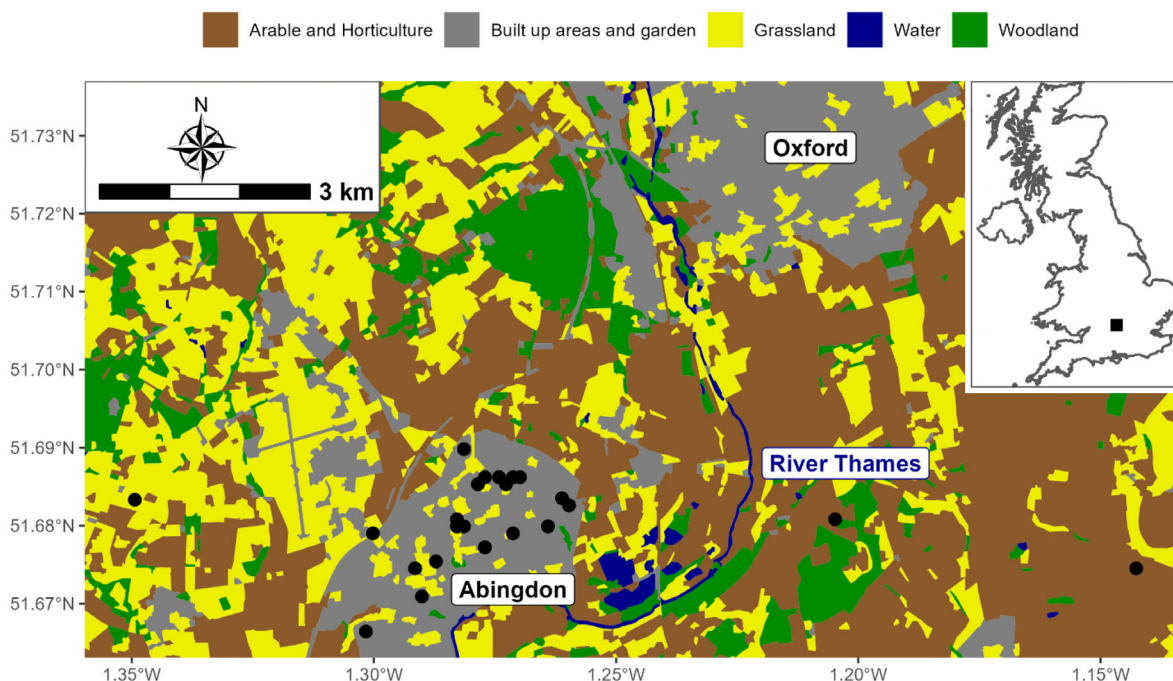 Arable and Horticulture Built up areas and garden Grassland Water Woodland
N
3 km
Oxford
River Thames
Abingdon
51.73°N
51.72°N
51.71°N
51.70°N
51.69°N
51.68°N
51.67°N
1.35°W 1.30°W 1.25°W 1.20°W 1.15°W